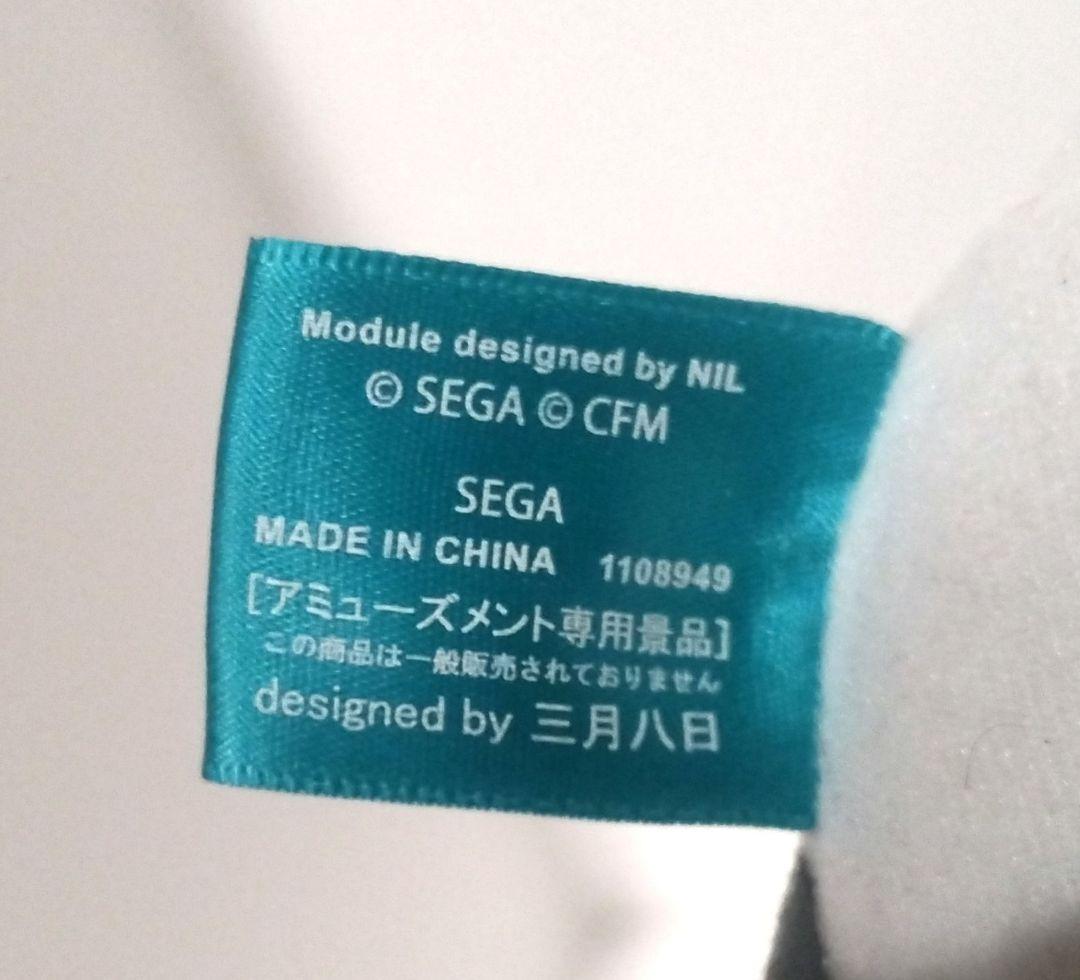 Module designed by NIL
© SEGA © CFM
SEGA
MADE IN CHINA 1108949
[アミューズメント専用景品]
この商品は一般販売されておりません
designed by 三月八日